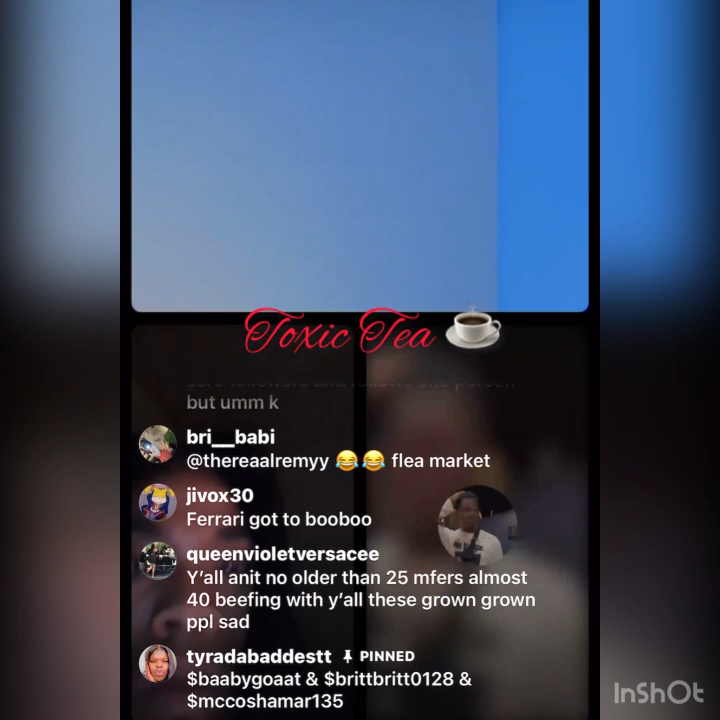 Toxic Tea
but umm k
bri__babi
@thereaalremyy 😂😂 flea market
jivox30
Ferrari got to booboo
queenvioletversacee
Y'all anit no older than 25 mfers almost
40 beefing with y'all these grown grown
ppl sad
tyradabaddestt PINNED
$baabygoaat & $brittbritt0128 &
$mccoshamar135
InShOt